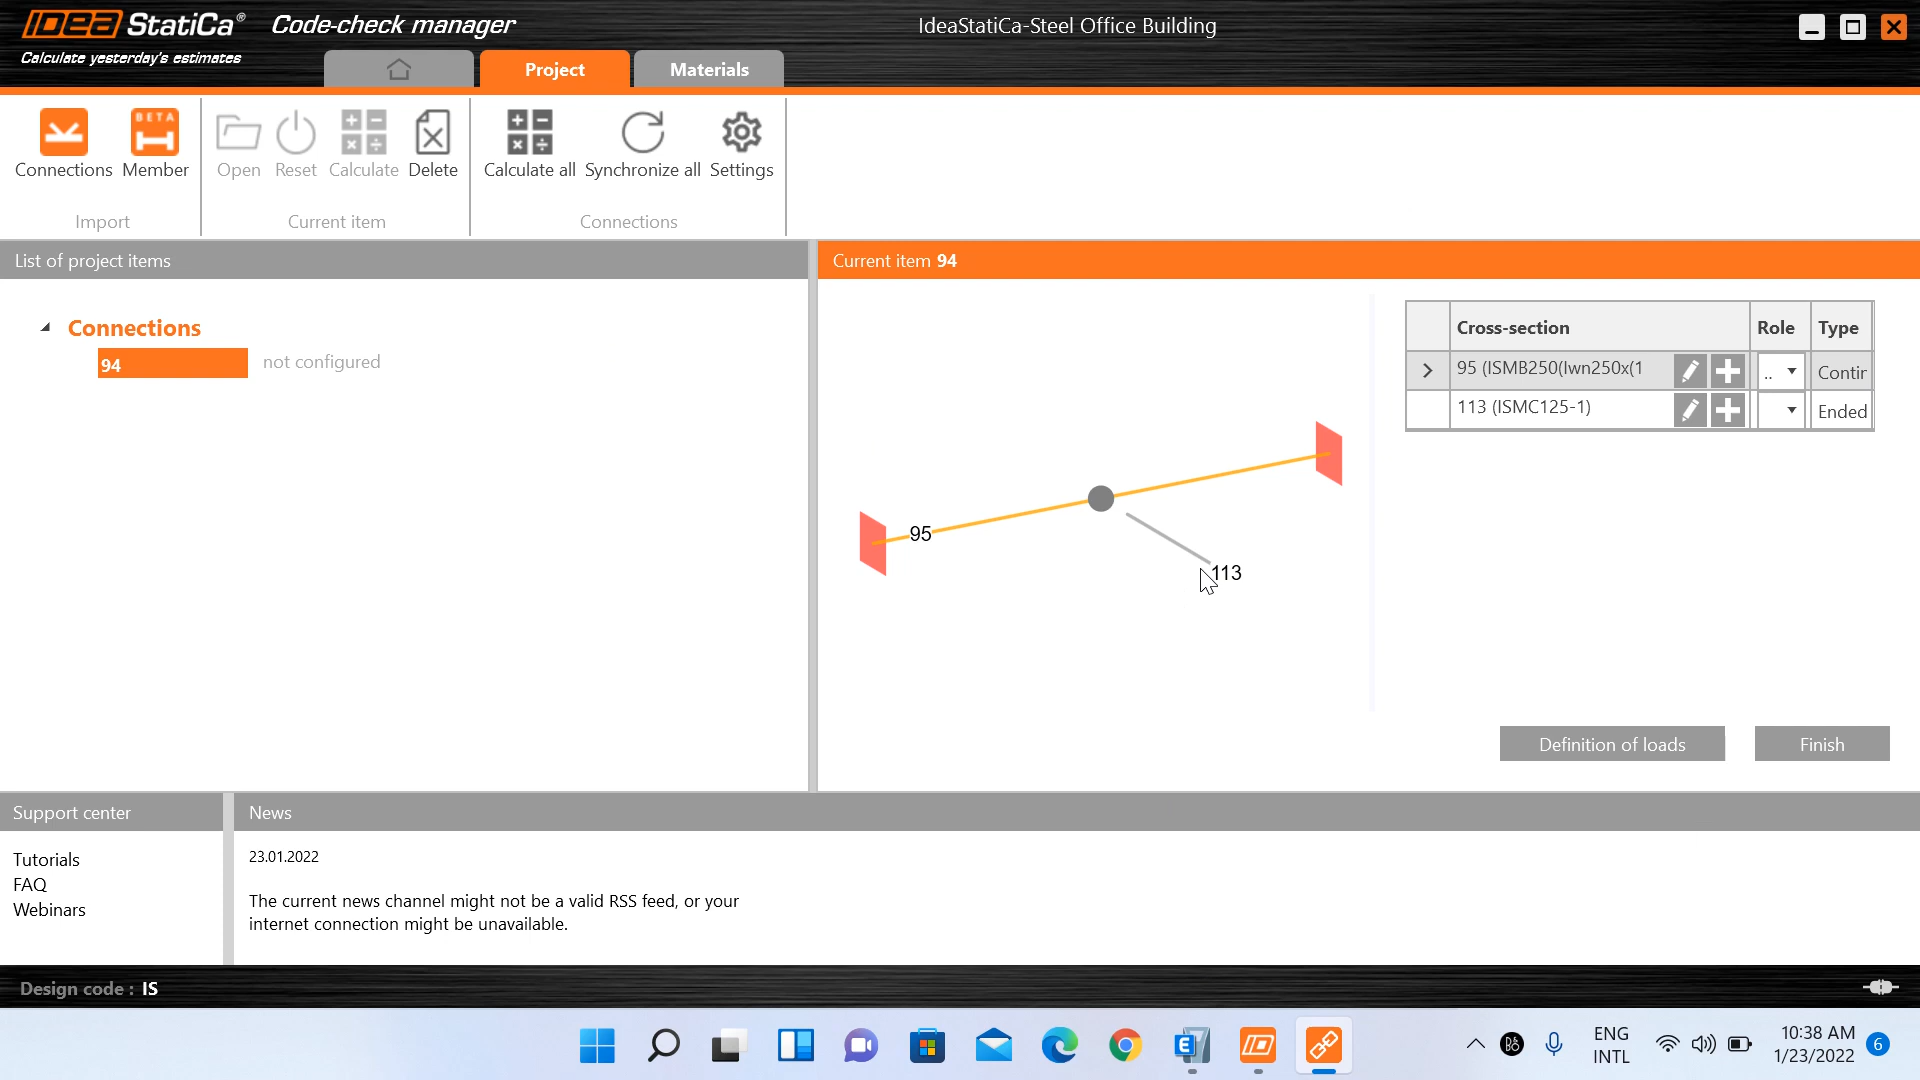 IDEA StatiCa® Code-check manager
IdeaStatiCa-Steel Office Building
Calculate yesterday's estimates
Project
Materials
BETA
Connections Member
Open Reset Calculate Delete
Calculate all Synchronize all Settings
Import
Current item
Connections
List of project items
Current item 94
Connections
94 not configured
Cross-section Role Type
95 (ISMB250(Iwn250x(1 .. Contir
113 (ISMC125-1) Ended
95
113
Definition of loads
Finish
Support center
News
Tutorials
FAQ
Webinars
23.01.2022
The current news channel might not be a valid RSS feed, or your
internet connection might be unavailable.
Design code : IS
ENG
INTL
10:38 AM
1/23/2022
6